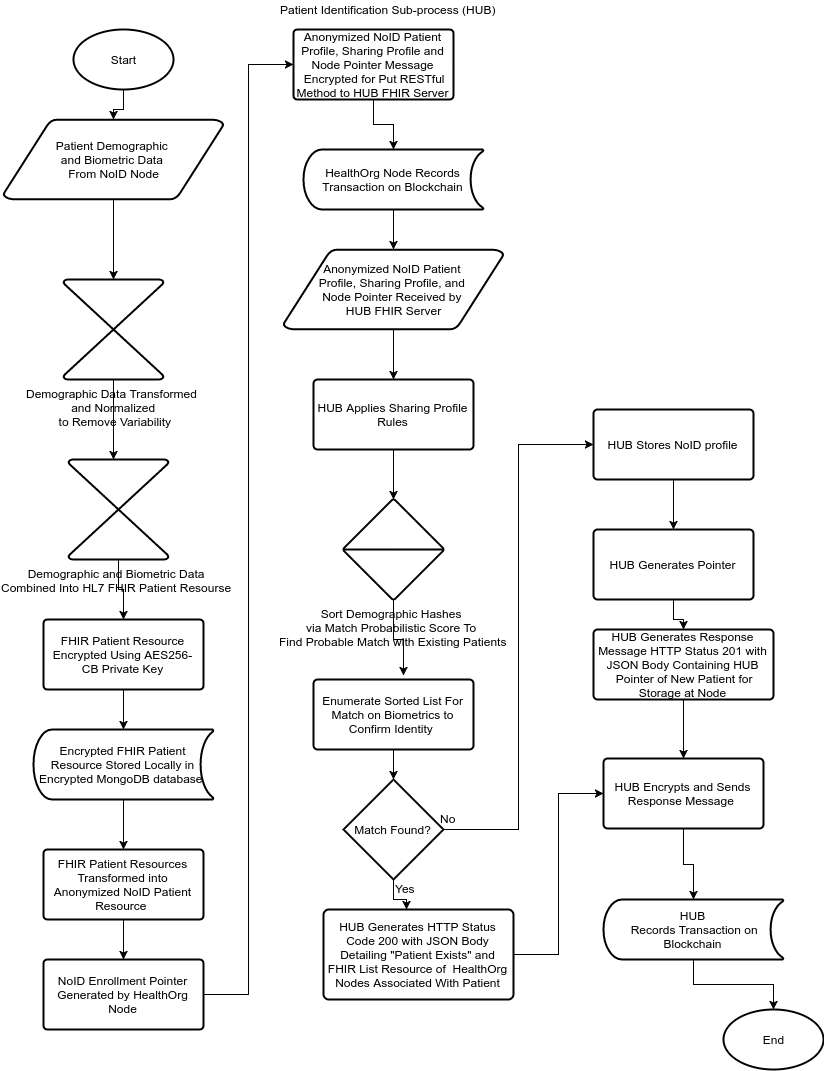 Patient Identification Sub-process (HUB)
Start
Patient Demographic
and Biometric Data
From NoID Node
Demographic Data Transformed
and Normalized
to Remove Variability
Demographic and Biometric Data
Combined Into HL7 FHIR Patient Resourse
FHIR Patient Resource
Encrypted Using AES256-
CB Private Key
Encrypted FHIR Patient
Resource Stored Locally in
Encrypted MongoDB database
FHIR Patient Resources
Transformed into
Anonymized NoID Patient
Resource
NoID Enrollment Pointer
Generated by HealthOrg
Node
Anonymized NoID Patient
Profile, Sharing Profile and
Node Pointer Message
Encrypted for Put RESTful
Method to HUB FHIR Server
HealthOrg Node Records
Transaction on Blockchain
Anonymized NoID Patient
Profile, Sharing Profile, and
Node Pointer Received by
HUB FHIR Server
HUB Applies Sharing Profile
Rules
Sort Demographic Hashes
via Match Probabilistic Score To
Find Probable Match with Existing Patients
Enumerate Sorted List For
Match on Biometrics to
Confirm Identity
Match Found?
No
Yes
HUB Generates HTTP Status
Code 200 with JSON Body
Detailing "Patient Exists" and
FHIR List Resource of HealthOrg
Nodes Associated With Patient
HUB Stores NoID profile
HUB Generates Pointer
HUB Generates Response
Message HTTP Status 201 with
JSON Body Containing HUB
Pointer of New Patient for
Storage at Node
HUB Encrypts and Sends
Response Message
HUB
Records Transaction on
Blockchain
End